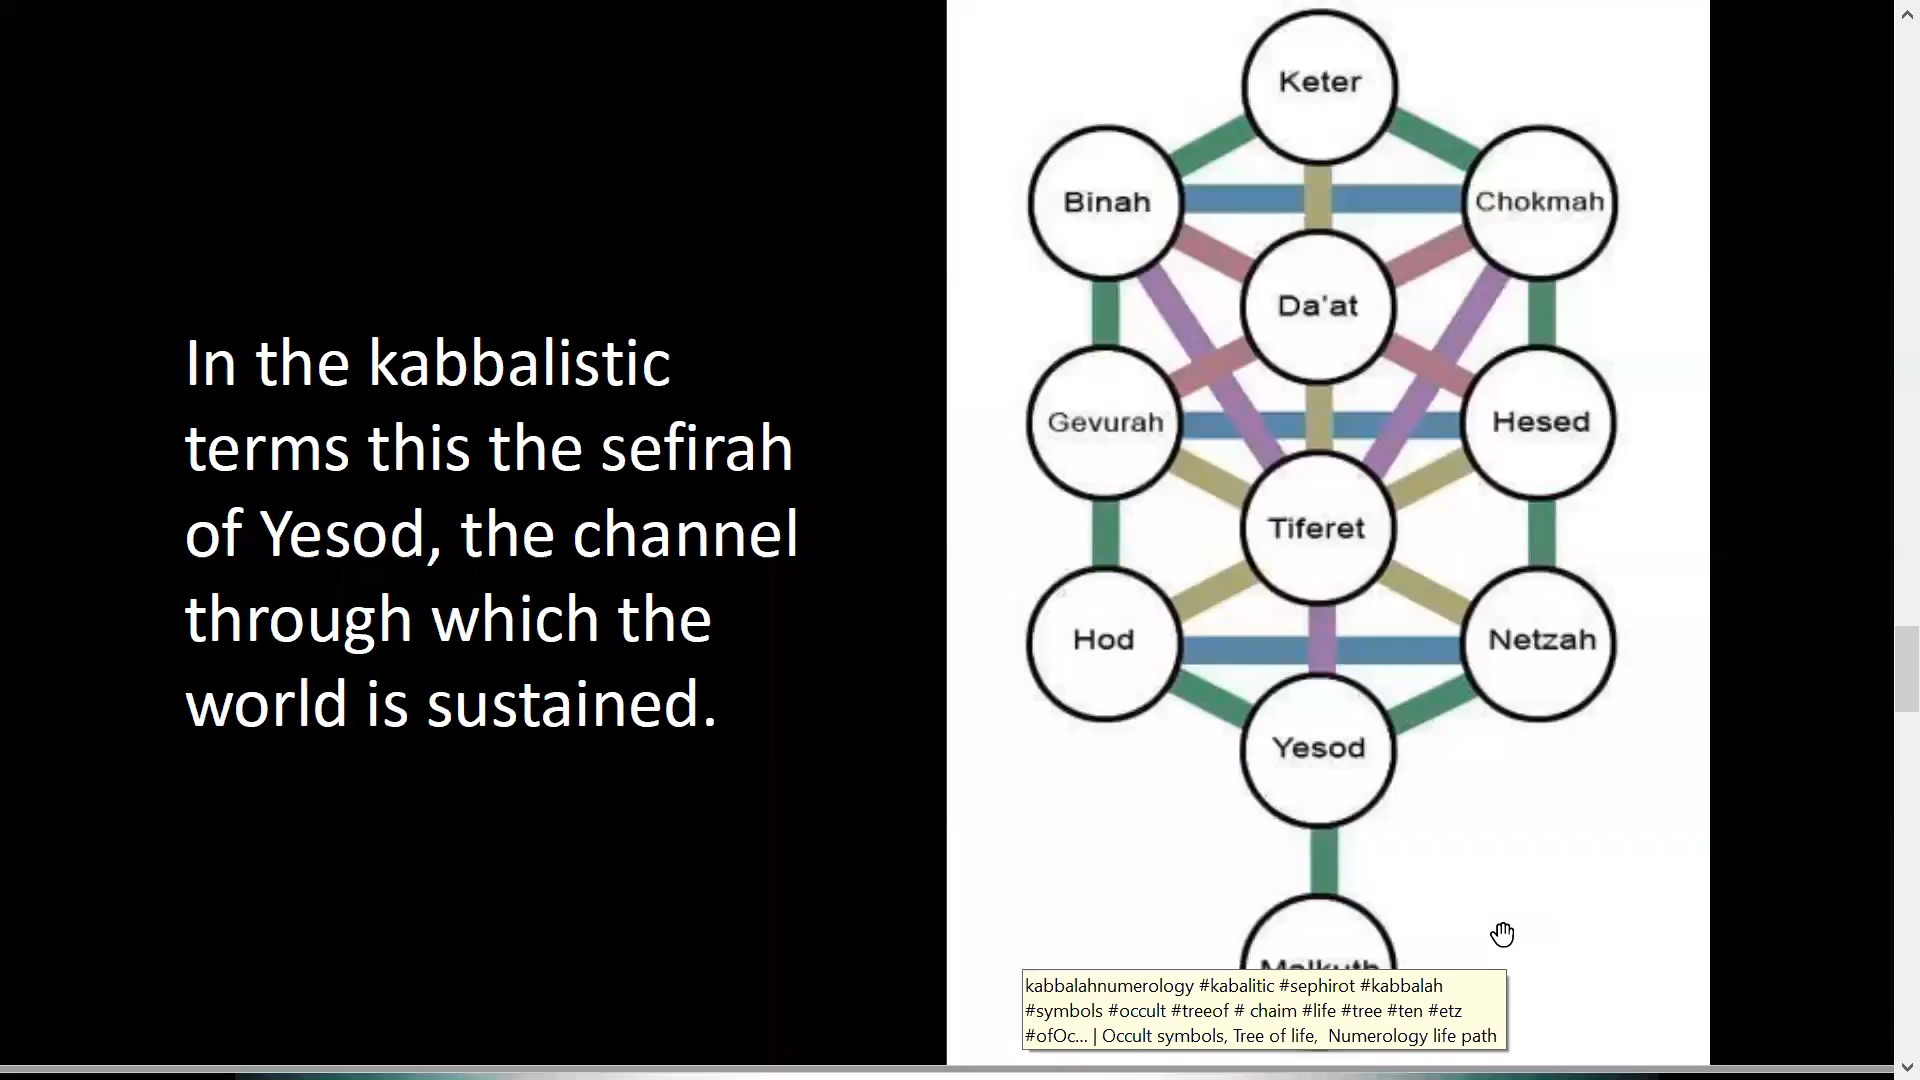 In the kabbalistic
terms this the sefirah
of Yesod, the channel
through which the
world is sustained.
Keter
Binah
Chokmah
Da'at
Gevurah
Hesed
Tiferet
Hod
Netzah
Yesod
Malkuth
kabbalahnumerology #kabalitic #sephirot #kabbalah
#symbols #occult #treeof # chaim #life #tree #ten #etz
#ofOc... | Occult symbols, Tree of life, Numerology life path